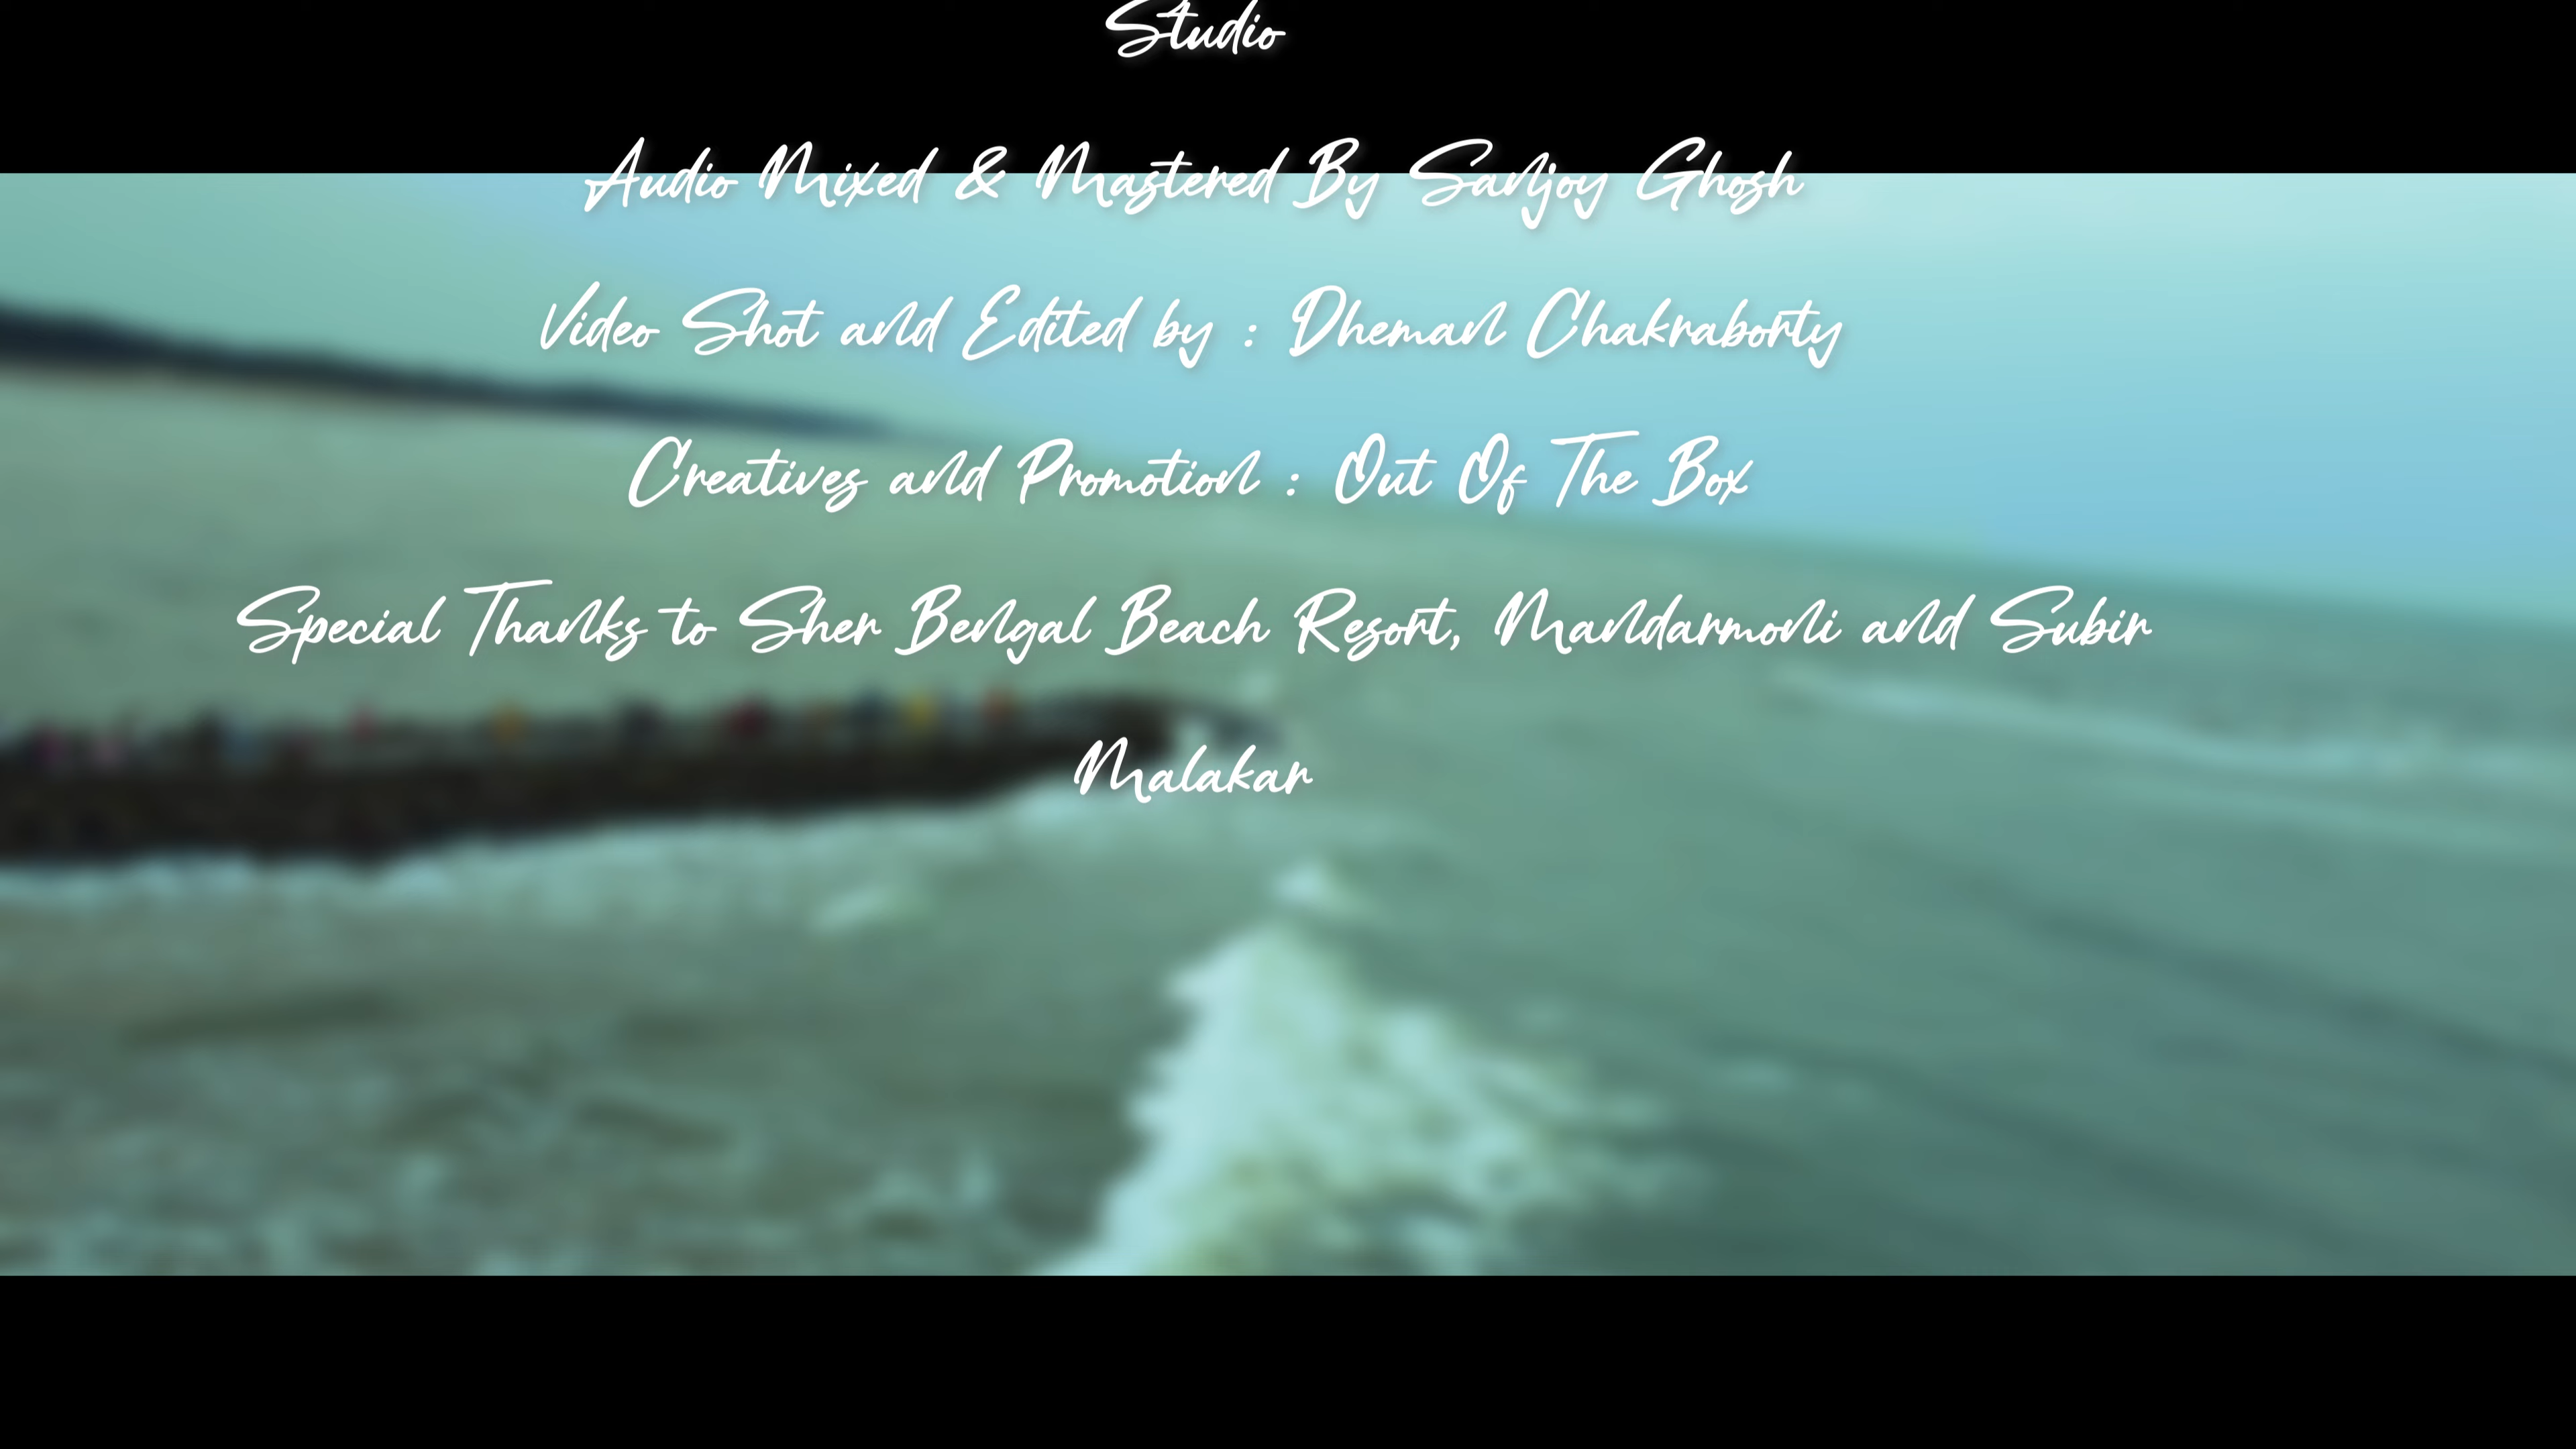 Studio
Audio Mixed & Mastered By Sanjoy Ghosh
Video Shot and Edited by : Dheman Chakraborty
Creatives and Promotion : Out Of The Box
Special Thanks to Sher Bengal Beach Resort, Mandarmoni and Subir
Malakar